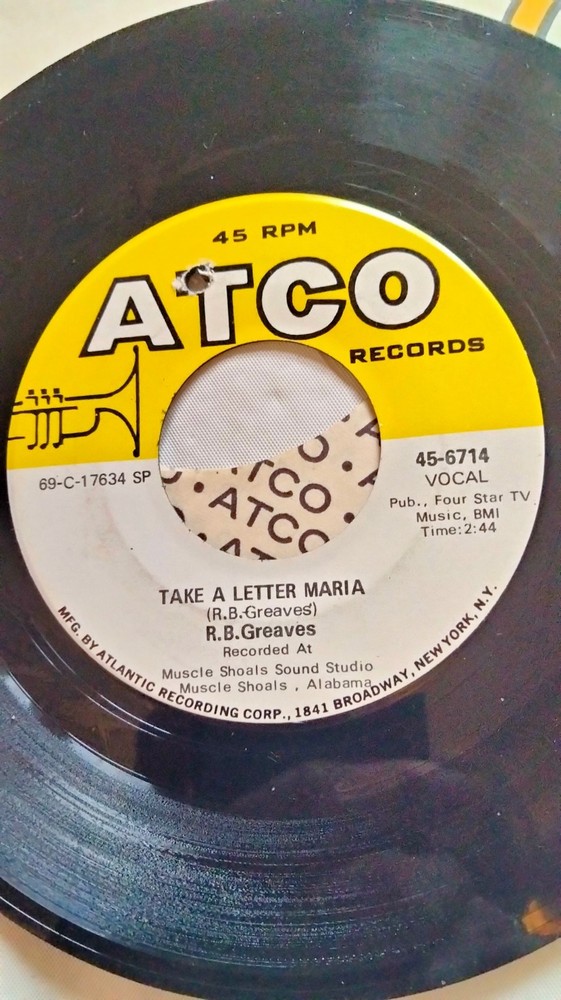 45 RPM
ATCO
RECORDS
45-6714
VOCAL
69-C-17634 SP
Pub., Four Star TV
Music, BMI
Time:2:44
ATCO
ATCO
TAKE A LETTER MARIA
(R.B.Greaves)
R.B.Greaves
Recorded At
Muscle Shoals Sound Studio
Muscle Shoals , Alabama
MFG. BY ATLANTIC RECORDING CORP., 1841 BROADWAY, NEW YORK, N.Y.